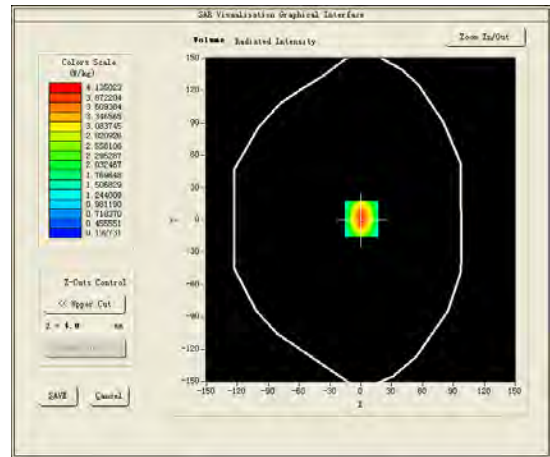 SAR Visualisation Graphical Interface
Volume Radiated Intensity
Zoom In/Out
Colors Scale
(W/kg)
4.135023
3.872204
3.609384
3.346565
3.083745
2.820926
2.558106
2.295287
2.032467
1.769648
1.506829
1.244009
0.981190
0.718370
0.455551
150
120
90
60
30
0
-30
-60
-90
-120
-150
-150 -120 -90 -60 -30 0 30 60 90 120 150
X
Y
Z-Cuts Control
<< Upper Cut
Z = 4.0 mm
SAVE
Cancel